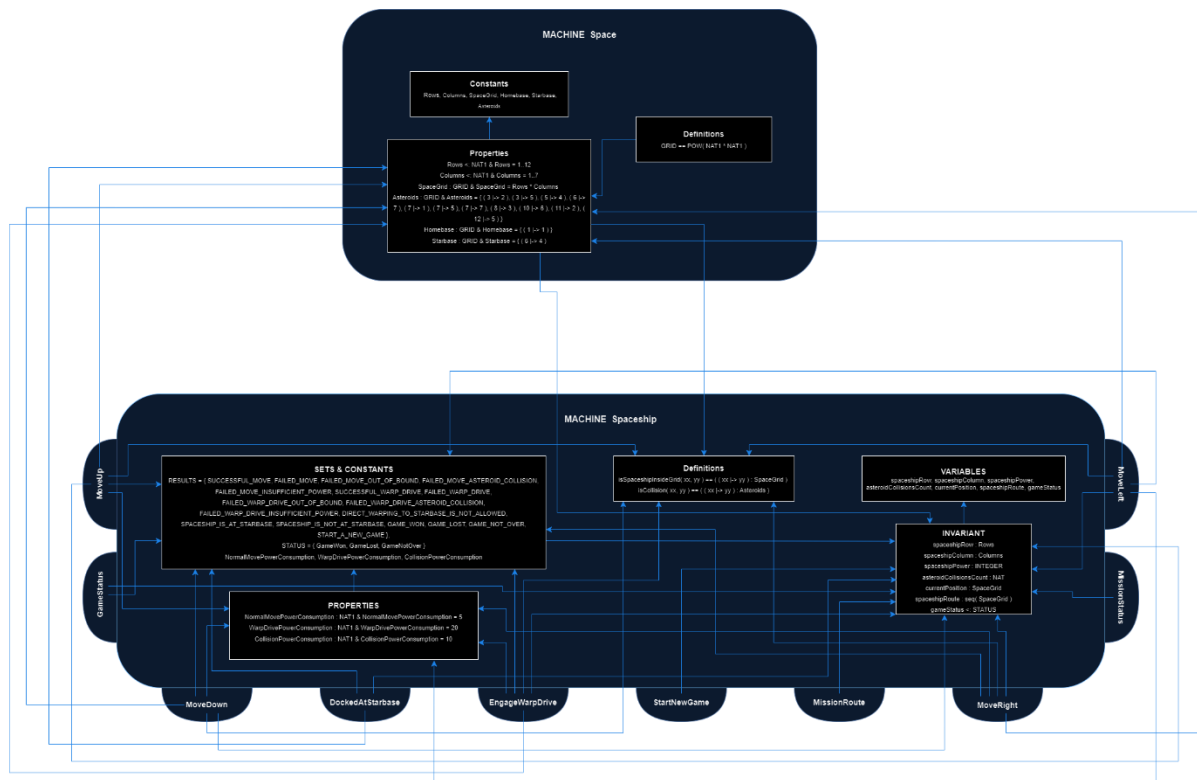 MACHINE Space
Constants
Rows, Columns, SpaceGrid, Homebase, Starbase,
Asteroids
Definitions
GRID == POW( NAT1 * NAT1 )
Properties
Rows <: NAT1 & Rows = 1..12
Columns <: NAT1 & Columns = 1..7
SpaceGrid : GRID & SpaceGrid = Rows * Columns
Asteroids : GRID & Asteroids = { ( 3 |-> 2 ), ( 3 |-> 5 ), ( 5 |-> 4 ), ( 6 |->
7 ), ( 7 |-> 1 ), ( 7 |-> 5 ), ( 7 |-> 7 ), ( 8 |-> 3 ), ( 10 |-> 6 ), ( 11 |-> 2 ), (
12 |-> 5 ) }
Homebase : GRID & Homebase = { ( 1 |-> 1 ) }
Starbase : GRID & Starbase = { ( 6 |-> 4 ) }
MACHINE Spaceship
MoveUp
SETS & CONSTANTS
RESULTS = { SUCCESSFUL_MOVE, FAILED_MOVE, FAILED_MOVE_OUT_OF_BOUND, FAILED_MOVE_ASTEROID_COLLISION,
FAILED_MOVE_INSUFFICIENT_POWER, SUCCESSFUL_WARP_DRIVE, FAILED_WARP_DRIVE,
FAILED_WARP_DRIVE_OUT_OF_BOUND, FAILED_WARP_DRIVE_ASTEROID_COLLISION,
FAILED_WARP_DRIVE_INSUFFICIENT_POWER, DIRECT_WARPING_TO_STARBASE_IS_NOT_ALLOWED,
SPACESHIP_IS_AT_STARBASE, SPACESHIP_IS_NOT_AT_STARBASE, GAME_WON, GAME_LOST, GAME_NOT_OVER,
START_A_NEW_GAME }
STATUS = { GameWon, GameLost, GameNotOver }
NormalMovePowerConsumption, WarpDrivePowerConsumption, CollisionPowerConsumption
Definitions
isSpaceshipInsideGrid( xx, yy ) == ( ( xx |-> yy ) : SpaceGrid )
isCollision( xx, yy ) == ( ( xx |-> yy ) : Asteroids )
VARIABLES
spaceshipRow, spaceshipColumn, spaceshipPower,
asteroidCollisionsCount, currentPosition, spaceshipRoute, gameStatus
MoveLeft
INVARIANT
spaceshipRow : Rows
spaceshipColumn : Columns
spaceshipPower : INTEGER
asteroidCollisionsCount : NAT
currentPosition : SpaceGrid
spaceshipRoute : seq( SpaceGrid )
gameStatus <: STATUS
GameStatus
PROPERTIES
NormalMovePowerConsumption : NAT1 & NormalMovePowerConsumption = 5
WarpDrivePowerConsumption : NAT1 & WarpDrivePowerConsumption = 20
CollisionPowerConsumption : NAT1 & CollisionPowerConsumption = 10
MissionStatus
MoveDown
DockedAtStarbase
EngageWarpDrive
StartNewGame
MissionRoute
MoveRight